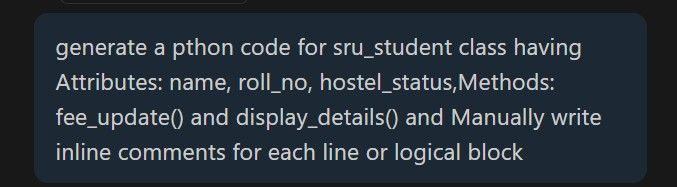 generate a pthon code for sru_student class having
Attributes: name, roll_no, hostel_status,Methods:
fee_update() and display_details() and Manually write
inline comments for each line or logical block